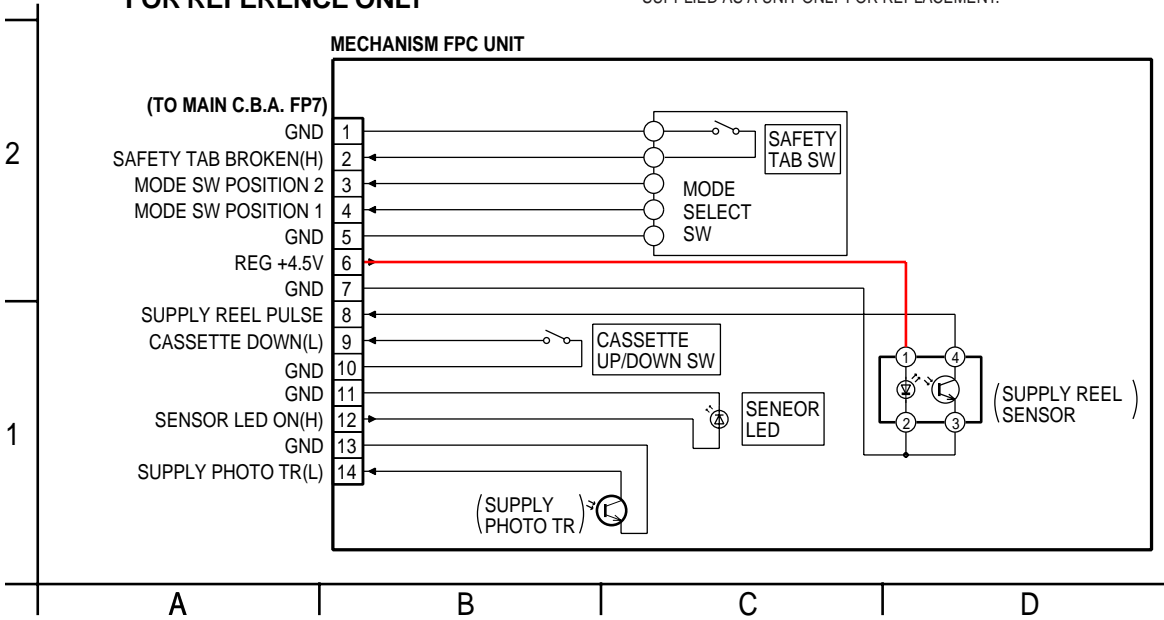 FOR REFERENCE ONLY
SUPPLIED AS A UNIT ONLY FOR REPLACEMENT.
MECHANISM FPC UNIT
(TO MAIN C.B.A. FP7)
GND 1
SAFETY TAB BROKEN(H) 2
MODE SW POSITION 2 3
MODE SW POSITION 1 4
GND 5
REG +4.5V 6
GND 7
SUPPLY REEL PULSE 8
CASSETTE DOWN(L) 9
GND 10
GND 11
SENSOR LED ON(H) 12
GND 13
SUPPLY PHOTO TR(L) 14
SAFETY
TAB SW
MODE
SELECT
SW
CASSETTE
UP/DOWN SW
SENEOR
LED
(SUPPLY
PHOTO TR)
1 4
2 3
(SUPPLY REEL
SENSOR)
2
1
A B C D